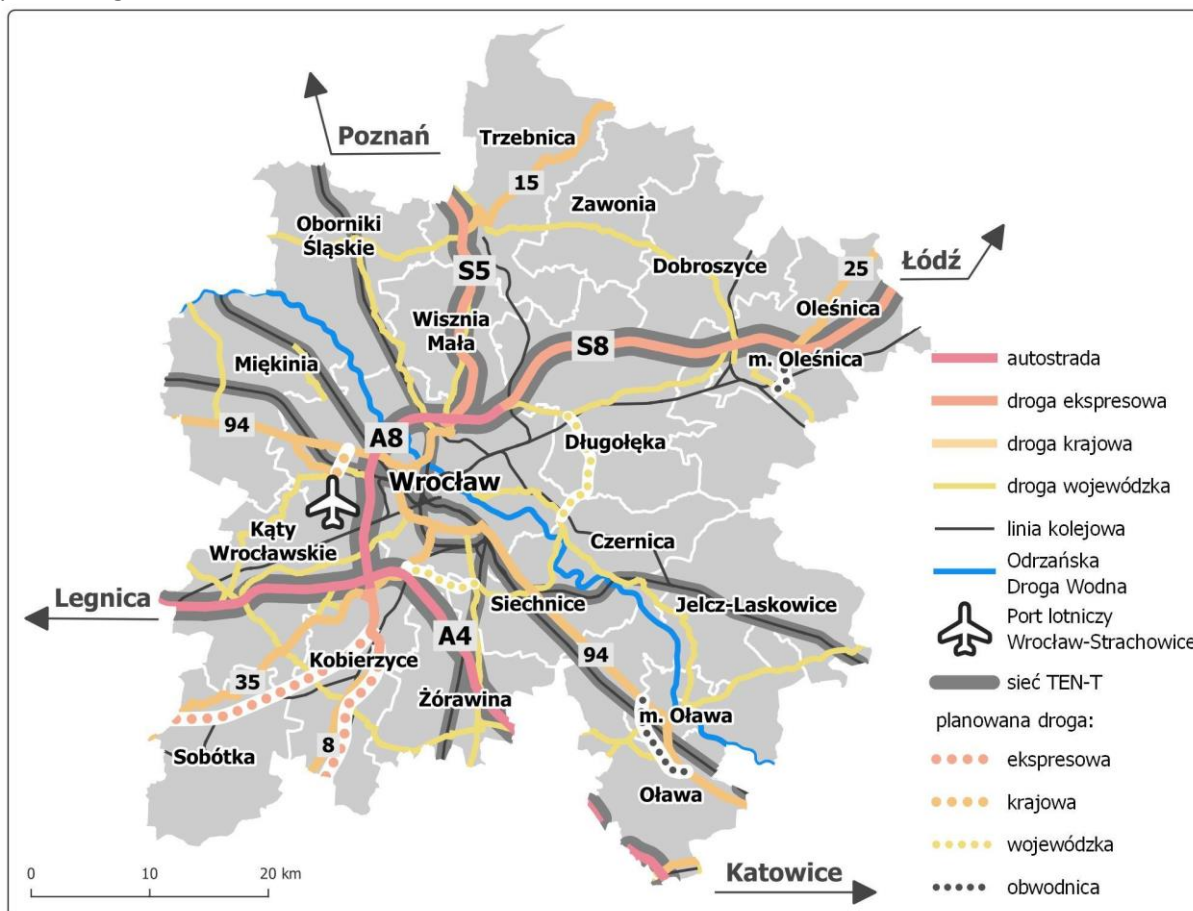 Poznań
Trzebnica
15
Zawonia
Oborniki
Śląskie
S5
Dobroszyce
25
Łódź
Oleśnica
Wisznia
Mała
S8
m. Oleśnica
Miękinia
94
A8
Długołęka
Wrocław
Kąty
Wrocławskie
Czernica
Legnica
Siechnice
Jelcz-Laskowice
A4
Kobierzyce
94
35
Żórawina
m. Oława
8
Sobótka
Oława
Katowice
0
10
20 km
autostrada
droga ekspresowa
droga krajowa
droga wojewódzka
linia kolejowa
Odrzańska
Droga Wodna
Port lotniczy
Wrocław-Strachowice
sieć TEN-T
planowana droga:
ekspresowa
krajowa
wojewódzka
obwodnica